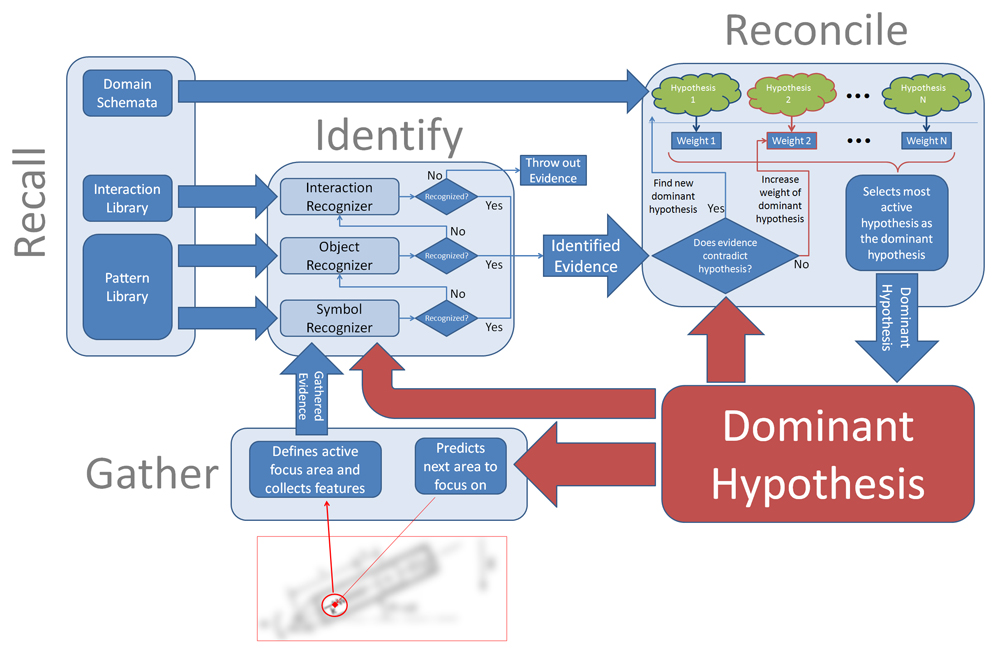 Reconcile
Recall
Domain
Schemata
Interaction
Library
Pattern
Library
Identify
Interaction
Recognizer
Object
Recognizer
Symbol
Recognizer
Recognized?
No
Yes
Recognized?
No
Yes
Recognized?
No
Yes
Throw out
Evidence
Identified
Evidence
Hypothesis
1
Hypothesis
2
•••
Hypothesis
N
Weight 1
Weight 2
•••
Weight N
Find new
dominant
hypothesis
Increase
weight of
dominant
hypothesis
Yes
Does evidence
contradict
hypothesis?
No
Selects most
active
hypothesis as
the dominant
hypothesis
Dominant
Hypothesis
Gathered
Evidence
Gather
Defines active
focus area and
collects features
Predicts
next area to
focus on
Dominant
Hypothesis